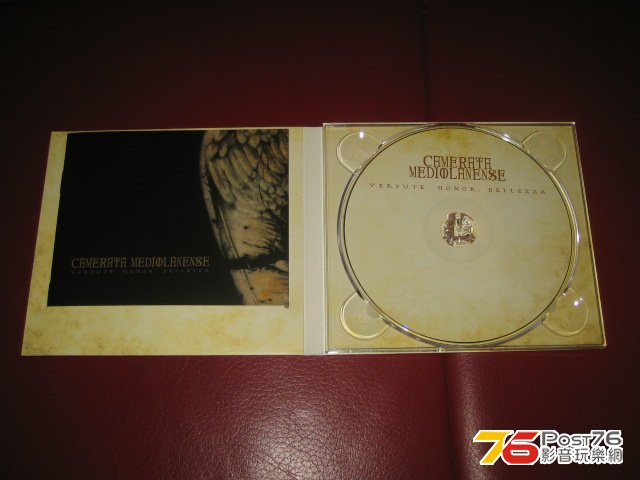 CAMERATA MEDIOLANENSE
VERTUTE, HONOR, BELLEZZA
CAMERATA
MEDIOLANENSE
VERTUTE, HONOR, BELLEZZA
76 Post76
影音玩樂網